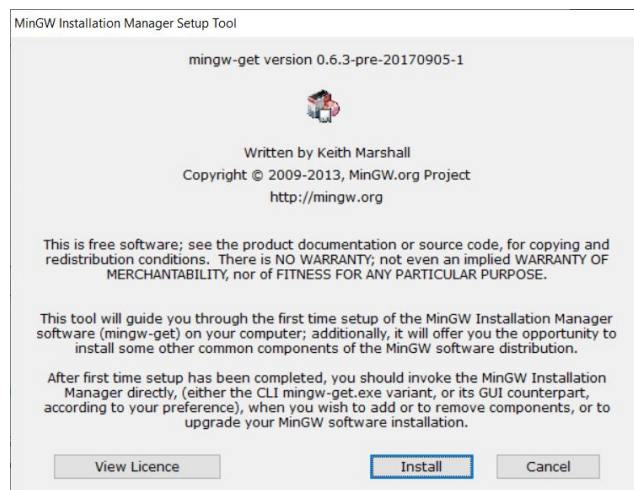 MinGW Installation Manager Setup Tool
mingw-get version 0.6.3-pre-20170905-1
Written by Keith Marshall
Copyright © 2009-2013, MinGW.org Project
http://mingw.org
This is free software; see the product documentation or source code, for copying and
redistribution conditions.  There is NO WARRANTY; not even an implied WARRANTY OF
MERCHANTABILITY, nor of FITNESS FOR ANY PARTICULAR PURPOSE.
This tool will guide you through the first time setup of the MinGW Installation Manager
software (mingw-get) on your computer; additionally, it will offer you the opportunity to
install some other common components of the MinGW software distribution.
After first time setup has been completed, you should invoke the MinGW Installation
Manager directly, (either the CLI mingw-get.exe variant, or its GUI counterpart,
according to your preference), when you wish to add or to remove components, or to
upgrade your MinGW software installation.
View Licence Install Cancel